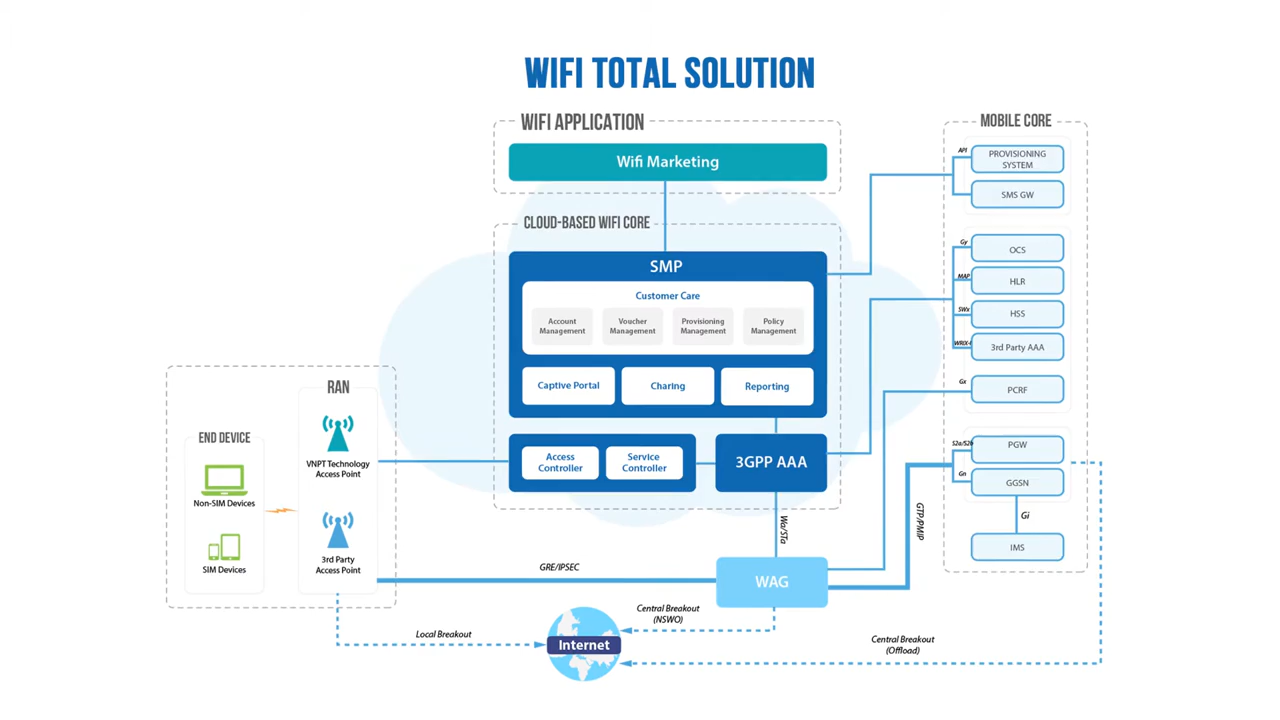 WIFI TOTAL SOLUTION
WIFI APPLICATION
Wifi Marketing
CLOUD-BASED WIFI CORE
SMP
Customer Care
Account
Management
Voucher
Management
Provisioning
Management
Policy
Management
Captive Portal
Charing
Reporting
Access
Controller
Service
Controller
3GPP AAA
Wa/STa
WAG
RAN
VNPT Technology
Access Point
3rd Party
Access Point
END DEVICE
Non-SIM Devices
SIM Devices
GRE/IPSEC
Local Breakout
Internet
Central Breakout
(NSWO)
Central Breakout
(Offload)
GTP/PMIP
MOBILE CORE
API
PROVISIONING
SYSTEM
SMS GW
Gy
OCS
MAP
HLR
SWx
HSS
WRIX-i
3rd Party AAA
Gx
PCRF
S2a/S2b
PGW
Gn
GGSN
Gi
IMS